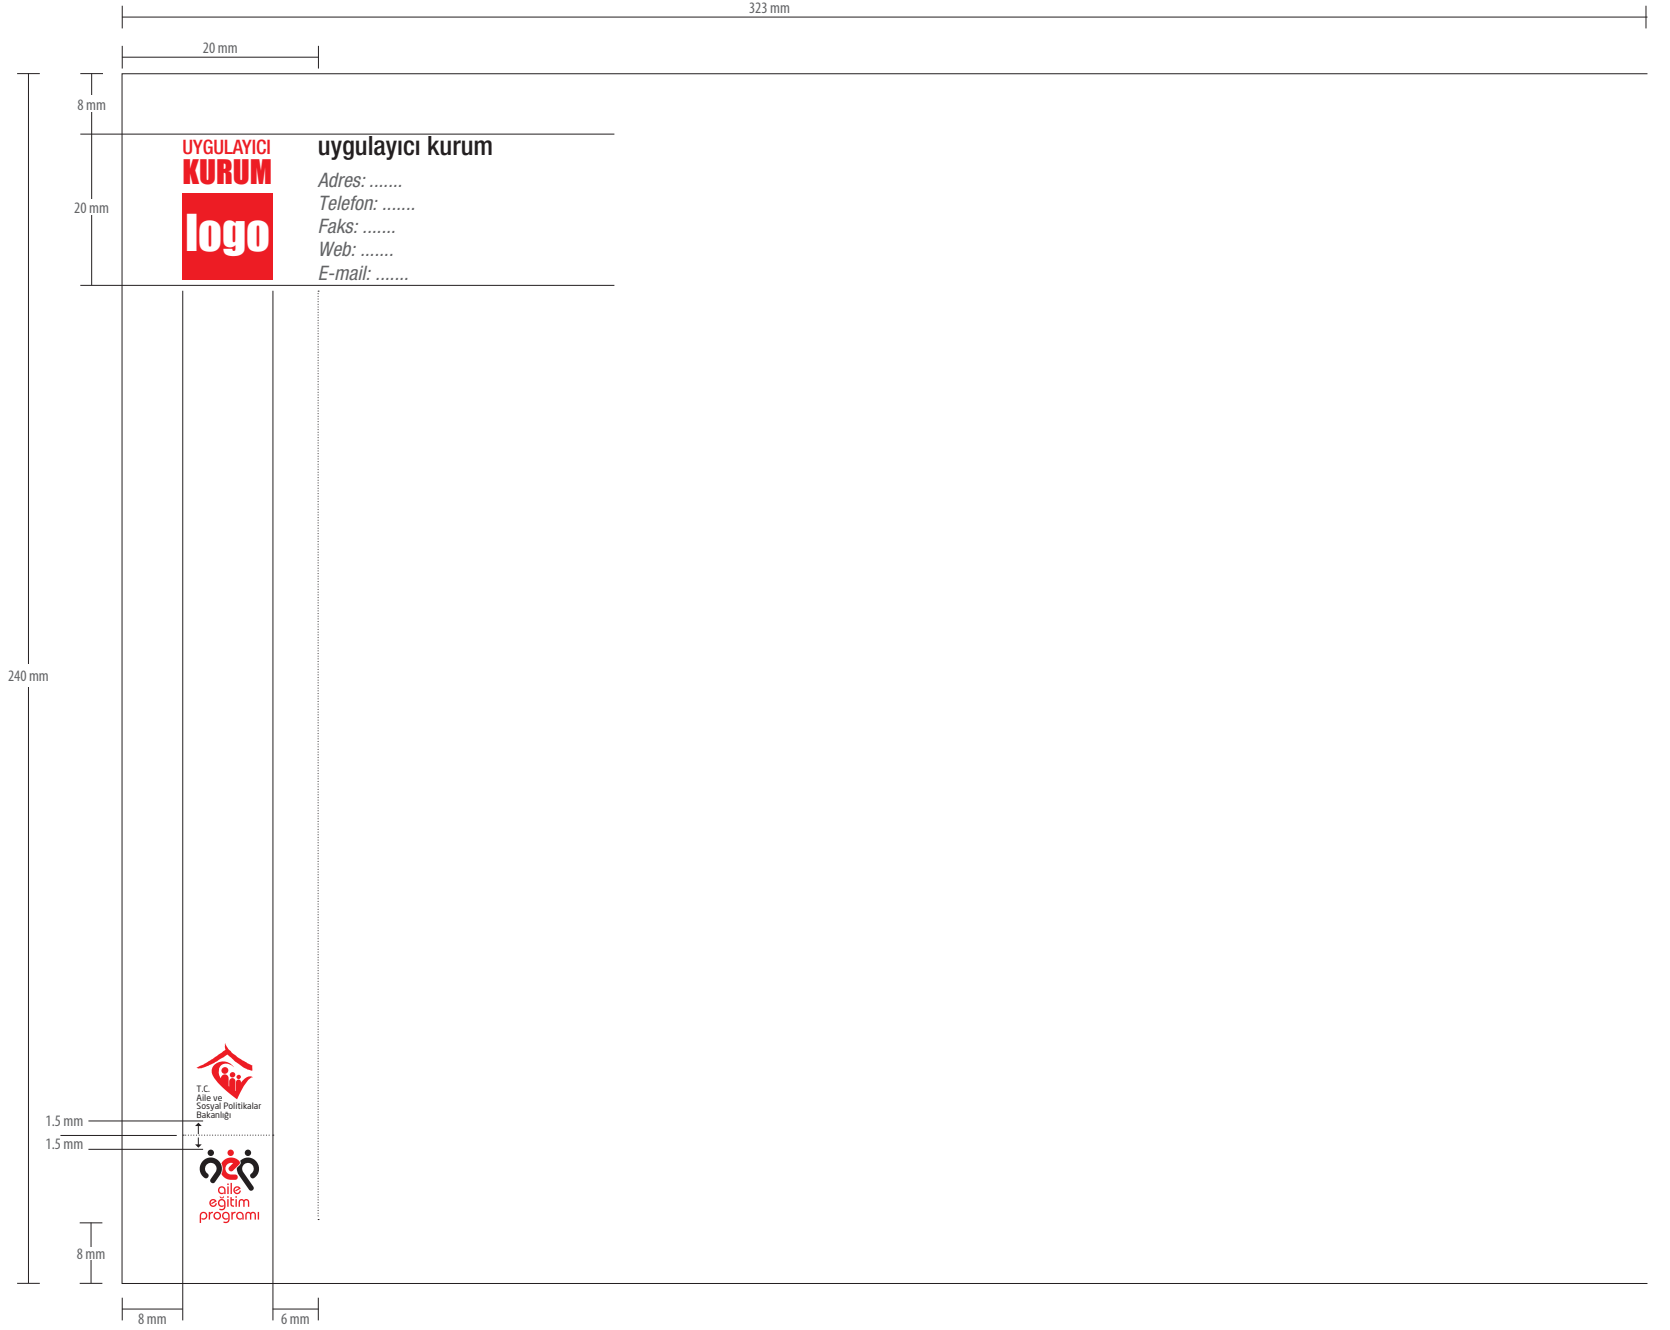 323 mm
20 mm
8 mm
UYGULAYICI
KURUM
logo
uygulayıcı kurum
Adres: .......
Telefon: .......
Faks: .......
Web: .......
E-mail: .......
20 mm
240 mm
T.C.
Aile ve
Sosyal Politikalar
Bakanlığı
1.5 mm
1.5 mm
aep
aile
eğitim
programı
8 mm
8 mm
6 mm